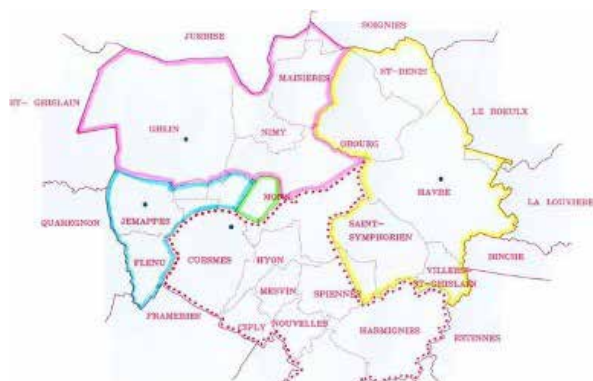 SOIGNIES
JURBISE
MAISIERES
ST-DENIS
ST- GHISLAIN
LE ROEULX
GHLIN
NIMY
OBOURG
HAVRE
MONS
LA LOUVIERE
QUAREGNON
JEMAPPES
SAINT-
SYMPHORIEN
BINCHE
FLENU
CUESMES
HYON
VILLERS
ST-GHISLAIN
MESVIN
SPIENNES
FRAMERIES
CIPLY
NOUVELLES
HARMIGNIES
ESTINNES